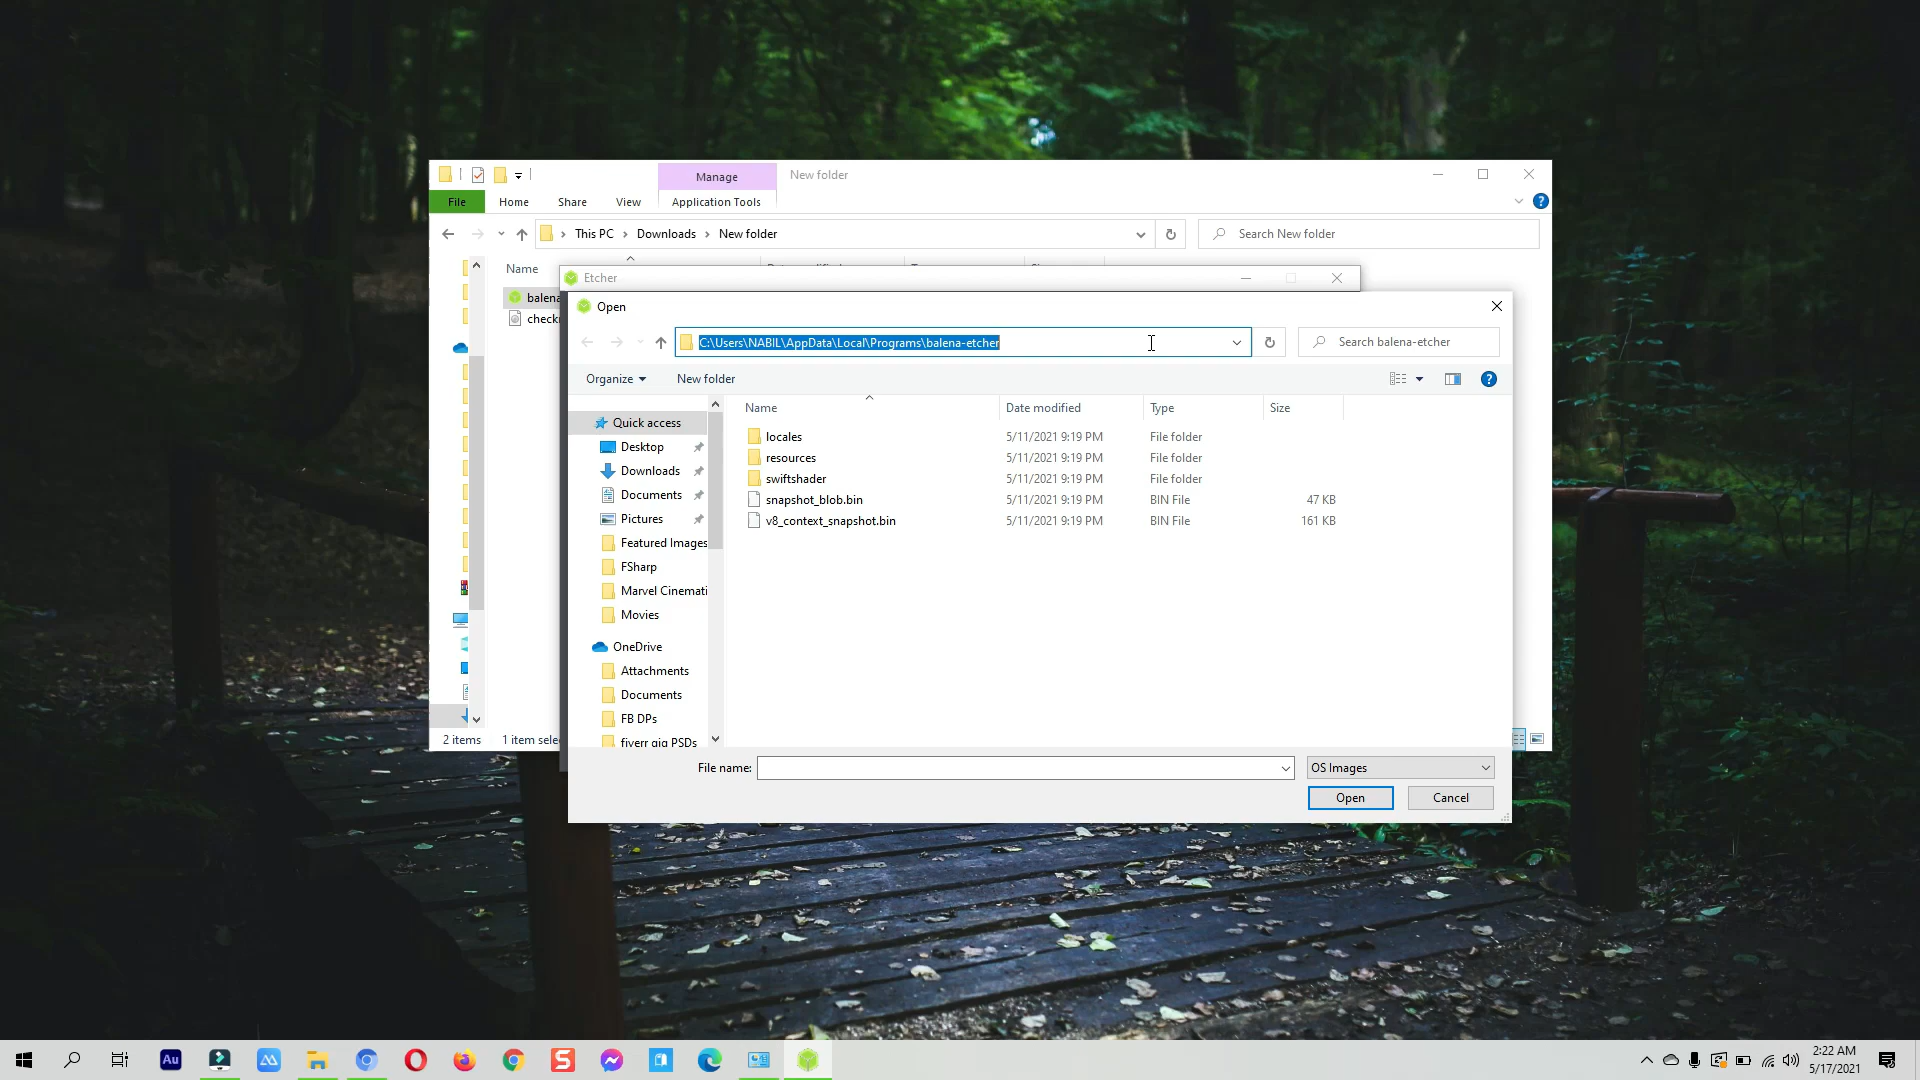 Manage
New folder
File
Home
Share
View
Application Tools
This PC
Downloads
New folder
Search New folder
Name
Etcher
balena
check
Open
C:\Users\NABIL\AppData\Local\Programs\balena-etcher
Search balena-etcher
Organize
New folder
Name
Date modified
Type
Size
Quick access
Desktop
Downloads
Documents
Pictures
Featured Images
FSharp
Marvel Cinemati
Movies
OneDrive
Attachments
Documents
FB DPs
fiverr gig PSDs
locales
5/11/2021 9:19 PM
File folder
resources
5/11/2021 9:19 PM
File folder
swiftshader
5/11/2021 9:19 PM
File folder
snapshot_blob.bin
5/11/2021 9:19 PM
BIN File
47 KB
v8_context_snapshot.bin
5/11/2021 9:19 PM
BIN File
161 KB
2 items
1 item sele
File name:
OS Images
Open
Cancel
Au
S
2:22 AM
5/17/2021